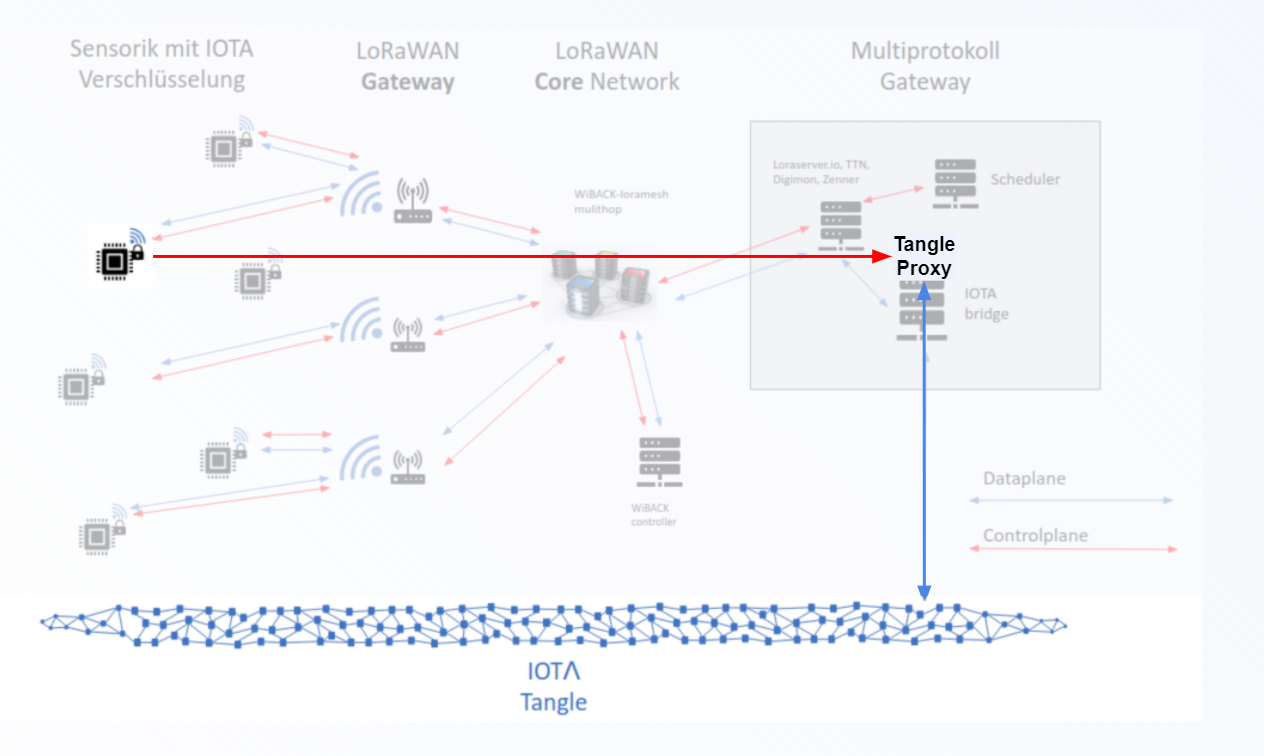 Sensorik mit IOTA
Verschlüsselung
LoRaWAN
Gateway
LoRaWAN
Core Network
Multiprotokoll
Gateway
Loraserver.io, TTN,
Digimon, Zenner
Scheduler
WiBACK-loramesh
mulithop
Tangle
Proxy
IOTA
bridge
WiBACK
controller
Dataplane
Controlplane
IOTΛ
Tangle